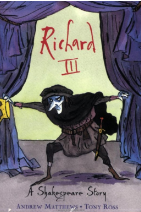 Richard
III
A Shakespeare Story
ANDREW MATTHEWS • TONY ROSS